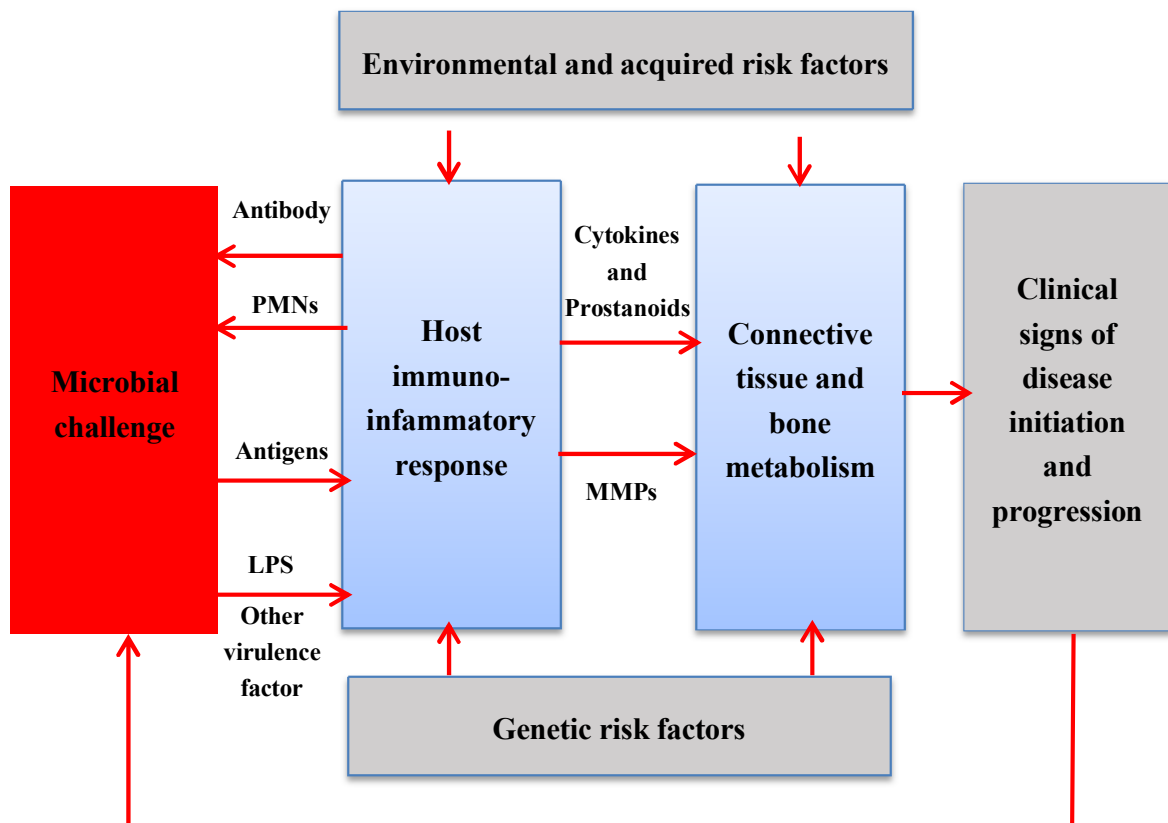 Environmental and acquired risk factors
Microbial
challenge
Antibody
PMNs
Antigens
LPS
Other
virulence
factor
Host
immuno-
infammatory
response
Cytokines
and
Prostanoids
MMPs
Connective
tissue and
bone
metabolism
Clinical
signs of
disease
initiation
and
progression
Genetic risk factors